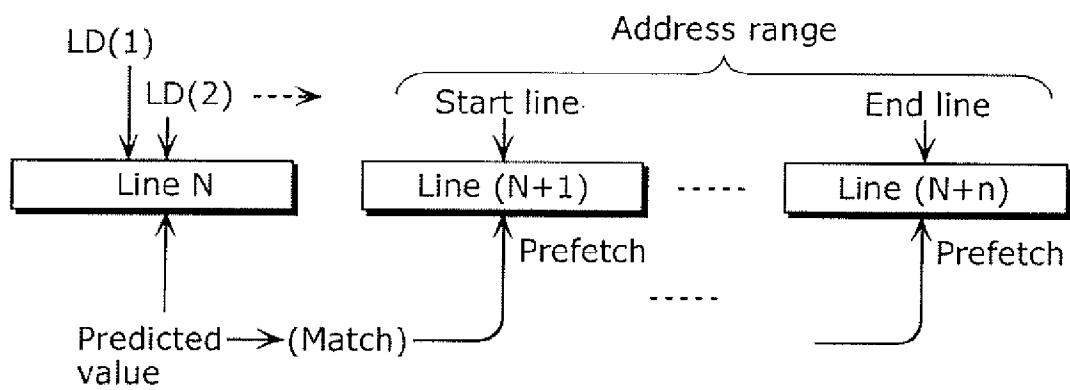 Address range
LD(1)
LD(2)
Start line
End line
Line N
Line (N+1)
Line (N+n)
Prefetch
Prefetch
Predicted
value
(Match)